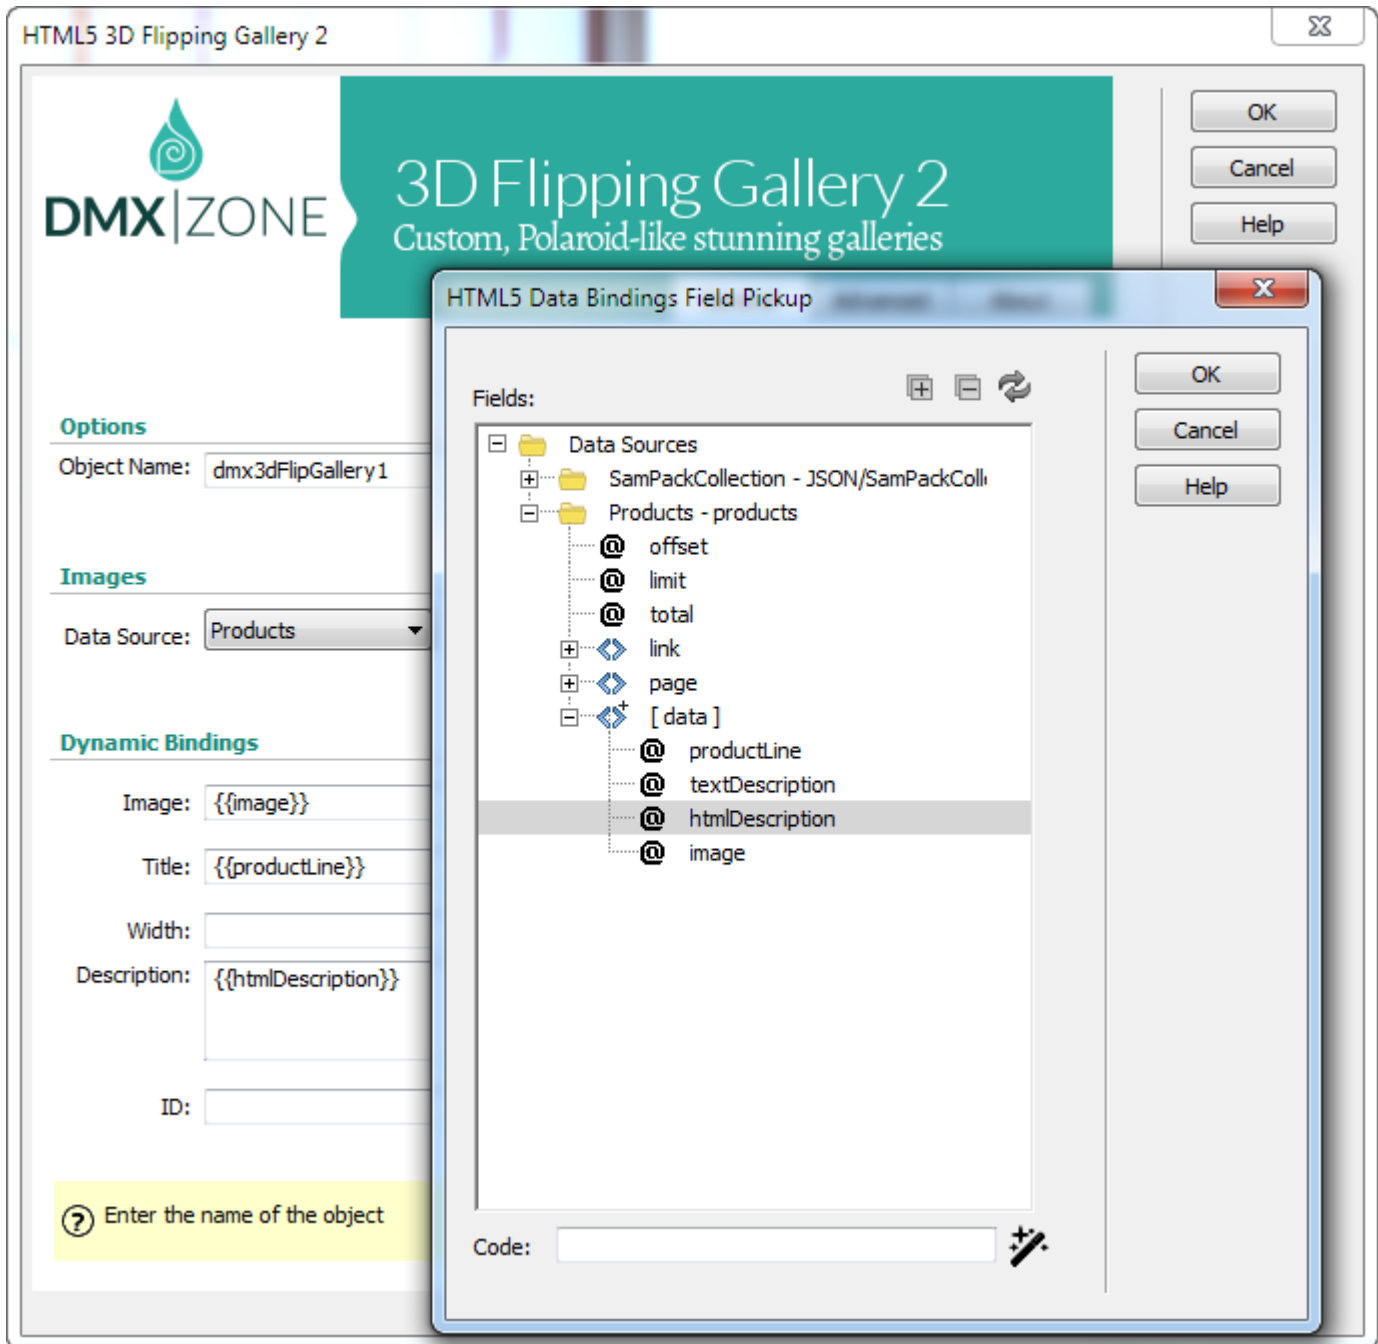 HTML5 3D Flipping Gallery 2
DMX|ZONE
3D Flipping Gallery 2
Custom, Polaroid-like stunning galleries
OK
Cancel
Help
Options
Object Name: dmx3dFlipGallery1
Images
Data Source: Products
Dynamic Bindings
Image: {{image}}
Title: {{productLine}}
Width:
Description: {{htmlDescription}}
ID:
? Enter the name of the object
HTML5 Data Bindings Field Pickup
Fields:
Data Sources
SamPackCollection - JSON/SamPackColl
Products - products
@ offset
@ limit
@ total
link
page
[ data ]
@ productLine
@ textDescription
@ htmlDescription
@ image
Code:
OK
Cancel
Help